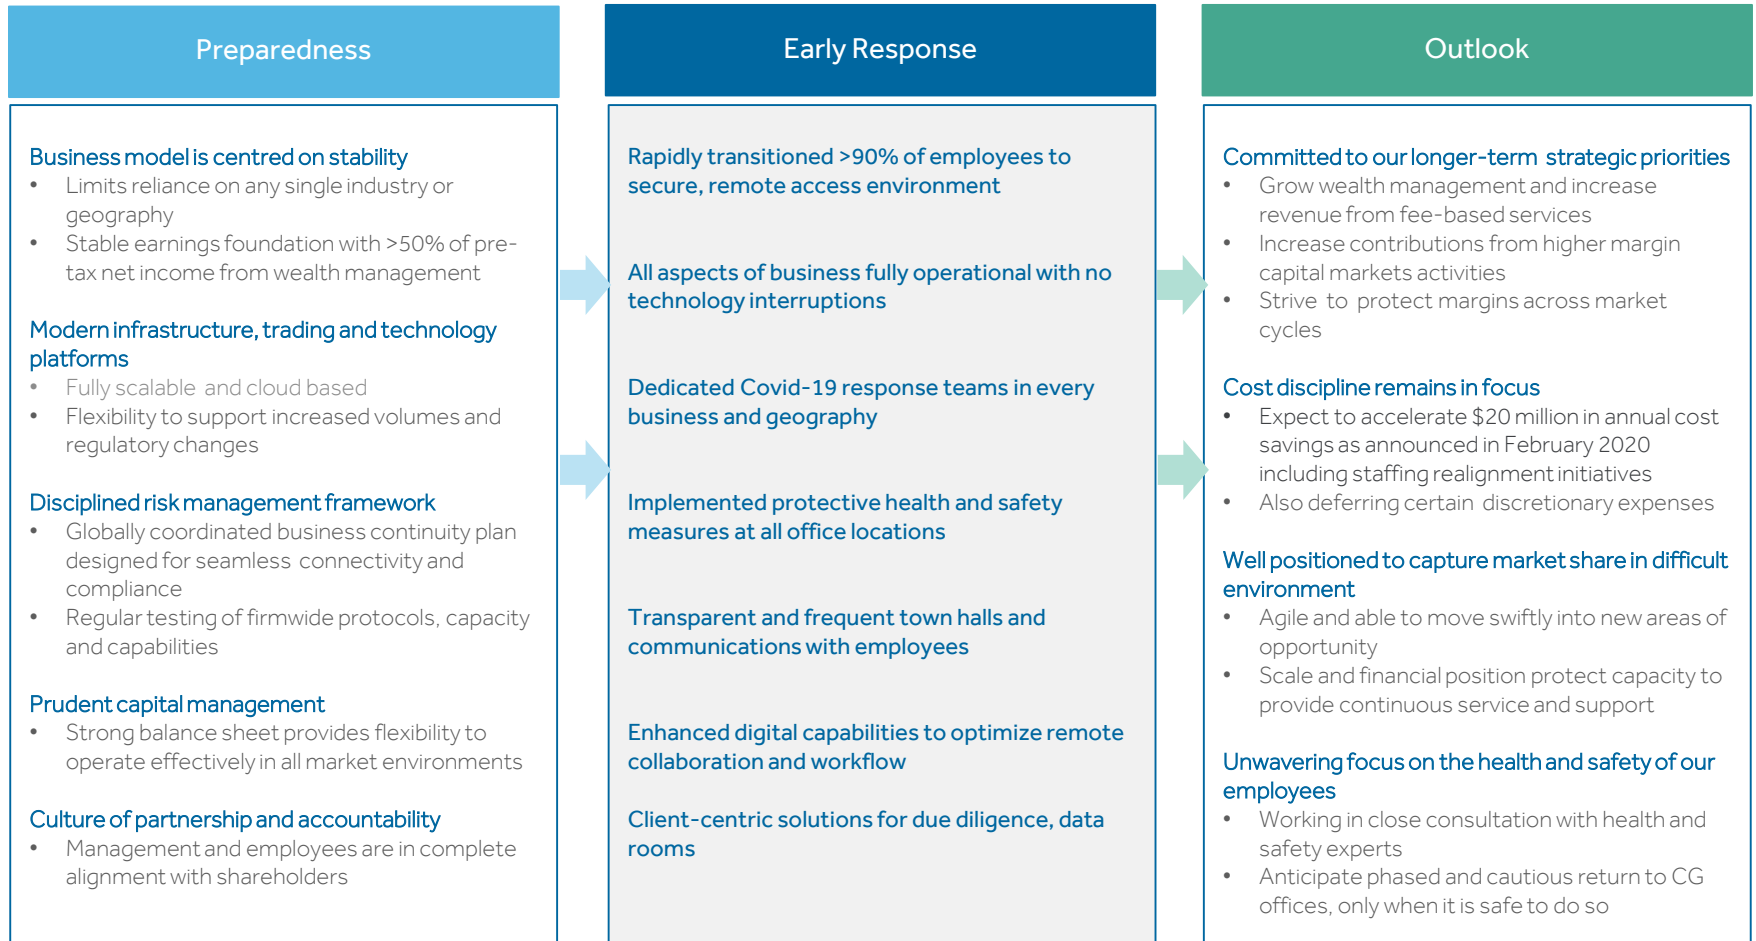 Preparedness
Business model is centred on stability
• Limits reliance on any single industry or
geography
• Stable earnings foundation with >50% of pre-
tax net income from wealth management
Modern infrastructure, trading and technology
platforms
• Fully scalable and cloud based
• Flexibility to support increased volumes and
regulatory changes
Disciplined risk management framework
• Globally coordinated business continuity plan
designed for seamless connectivity and
compliance
• Regular testing of firmwide protocols, capacity
and capabilities
Prudent capital management
• Strong balance sheet provides flexibility to
operate effectively in all market environments
Culture of partnership and accountability
• Management and employees are in complete
alignment with shareholders
Early Response
Rapidly transitioned >90% of employees to
secure, remote access environment
All aspects of business fully operational with no
technology interruptions
Dedicated Covid-19 response teams in every
business and geography
Implemented protective health and safety
measures at all office locations
Transparent and frequent town halls and
communications with employees
Enhanced digital capabilities to optimize remote
collaboration and workflow
Client-centric solutions for due diligence, data
rooms
Outlook
Committed to our longer-term strategic priorities
• Grow wealth management and increase
revenue from fee-based services
• Increase contributions from higher margin
capital markets activities
• Strive to protect margins across market
cycles
Cost discipline remains in focus
• Expect to accelerate $20 million in annual cost
savings as announced in February 2020
including staffing realignment initiatives
• Also deferring certain discretionary expenses
Well positioned to capture market share in difficult
environment
• Agile and able to move swiftly into new areas of
opportunity
• Scale and financial position protect capacity to
provide continuous service and support
Unwavering focus on the health and safety of our
employees
• Working in close consultation with health and
safety experts
• Anticipate phased and cautious return to CG
offices, only when it is safe to do so